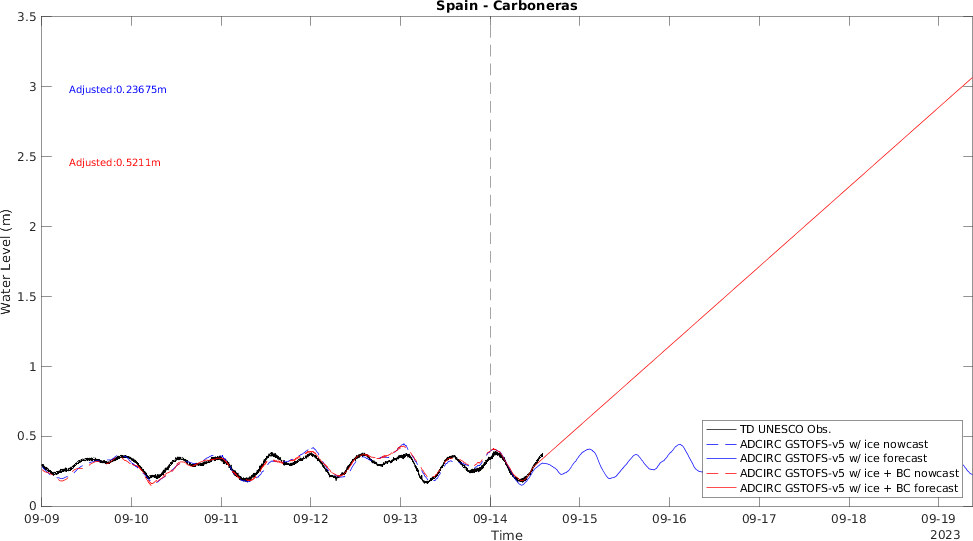 Spain - Carboneras
3.5
3
2.5
2
1.5
1
0.5
0
Water Level (m)
Adjusted:0.23675m
Adjusted:0.5211m
TD UNESCO Obs.
ADCIRC GSTOFS-v5 w/ ice nowcast
ADCIRC GSTOFS-v5 w/ ice forecast
ADCIRC GSTOFS-v5 w/ ice + BC nowcast
ADCIRC GSTOFS-v5 w/ ice + BC forecast
09-09 09-10 09-11 09-12 09-13 09-14 09-15 09-16 09-17 09-18 09-19
Time
2023